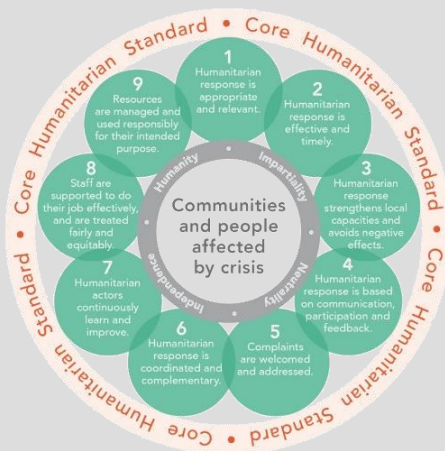 Core Humanitarian Standard • Core Humanitarian Standard • Core Humanitarian Standard • Core Humanitarian Standard •
1
Humanitarian
response is
appropriate
and relevant.
2
Humanitarian
response is
effective and
timely.
3
Humanitarian
response
strengthens local
capacities and
avoids negative
effects.
4
Humanitarian
response is based
on communication,
participation and
feedback.
5
Complaints
are welcomed
and addressed.
6
Humanitarian
response is
coordinated and
complementary.
7
Humanitarian
actors
continuously
learn and
improve.
8
Staff are
supported to do
their job effectively,
and are treated
fairly and
equitably.
9
Resources
are managed and
used responsibly
for their intended
purpose.
Humanity • Impartiality • Neutrality • Independence •
Communities
and people
affected
by crisis